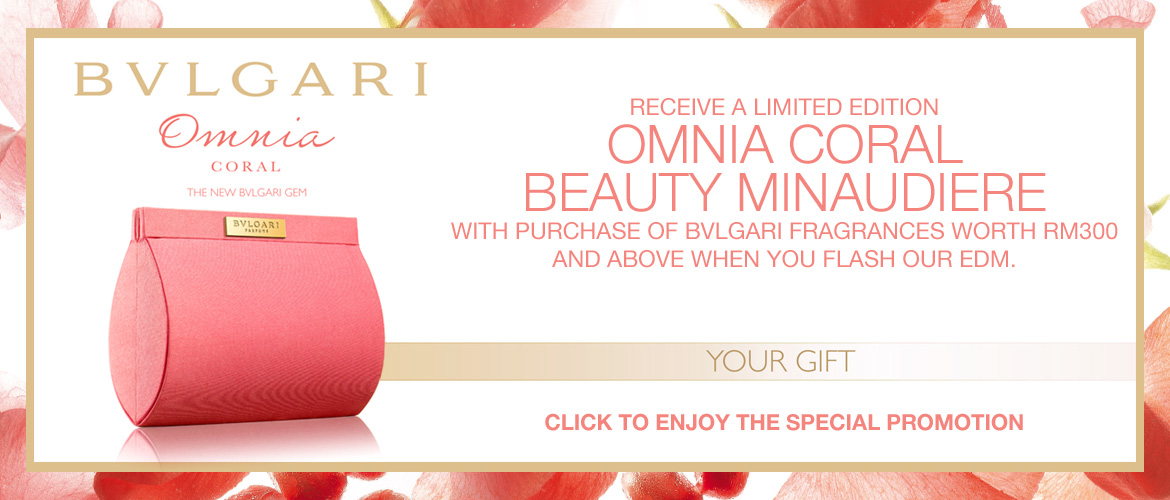 BVLGARI
Omnia
CORAL
THE NEW BVLGARI GEM
BVLGARI
PARFUMS
RECEIVE A LIMITED EDITION
OMNIA CORAL
BEAUTY MINAUDIERE
WITH PURCHASE OF BVLGARI FRAGRANCES WORTH RM300
AND ABOVE WHEN YOU FLASH OUR EDM.
YOUR GIFT
CLICK TO ENJOY THE SPECIAL PROMOTION